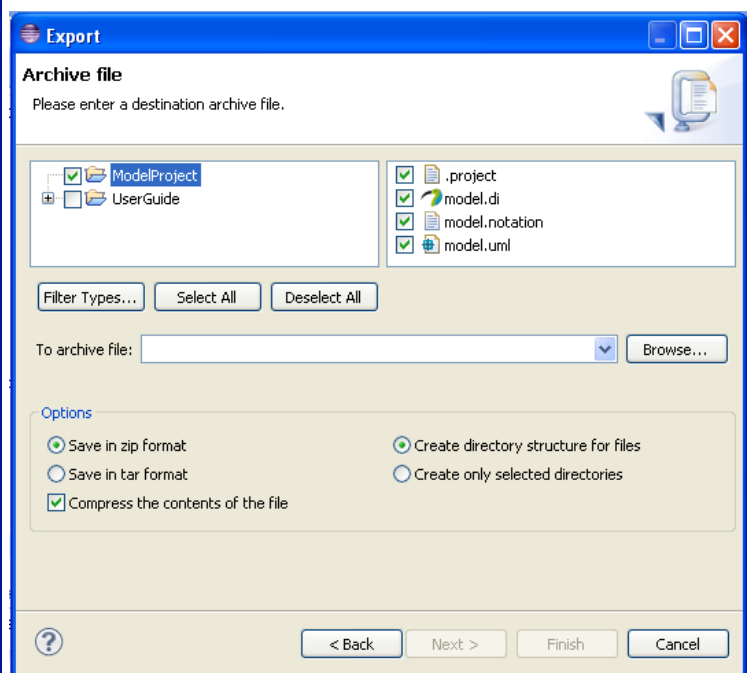 Export
Archive file
Please enter a destination archive file.
ModelProject
UserGuide
.project
model.di
model.notation
model.uml
Filter Types... Select All Deselect All
To archive file: Browse...
Options
Save in zip format Create directory structure for files
Save in tar format Create only selected directories
Compress the contents of the file
? < Back Next > Finish Cancel